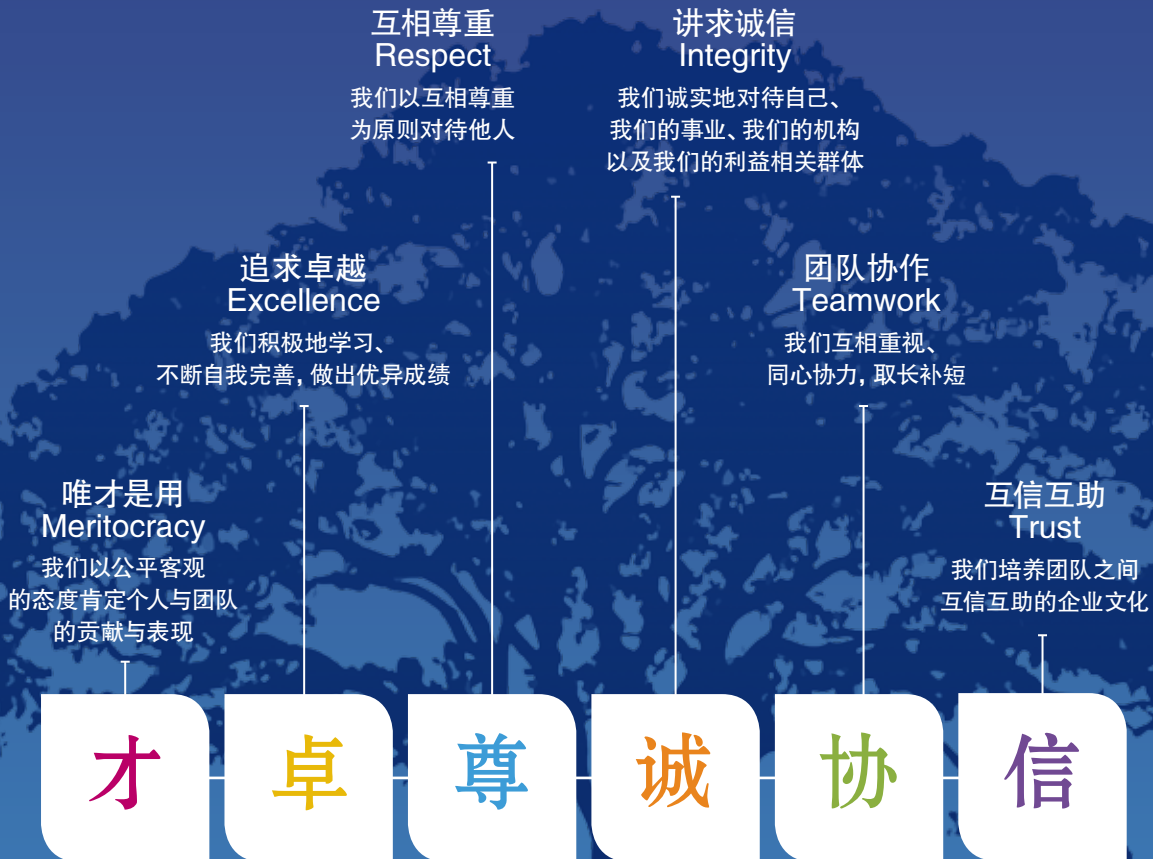 互相尊重
Respect
我们以互相尊重
为原则对待他人
讲求诚信
Integrity
我们诚实地对待自己、
我们的事业、我们的机构
以及我们的利益相关群体
追求卓越
Excellence
我们积极地学习、
不断自我完善，做出优异成绩
团队协作
Teamwork
我们互相重视、
同心协力，取长补短
唯才是用
Meritocracy
我们以公平客观
的态度肯定个人与团队
的贡献与表现
互信互助
Trust
我们培养团队之间
互信互助的企业文化
才
卓
尊
诚
协
信